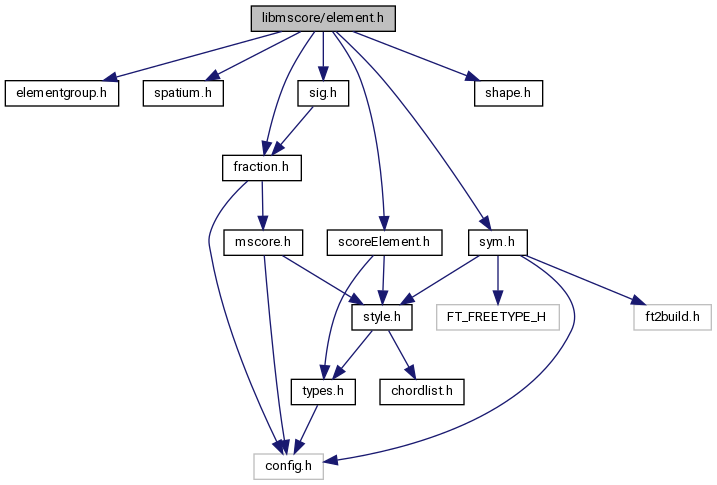 libmscore/element.h
elementgroup.h
spatium.h
sig.h
shape.h
fraction.h
mscore.h
scoreElement.h
sym.h
style.h
FT_FREETYPE_H
ft2build.h
types.h
chordlist.h
config.h